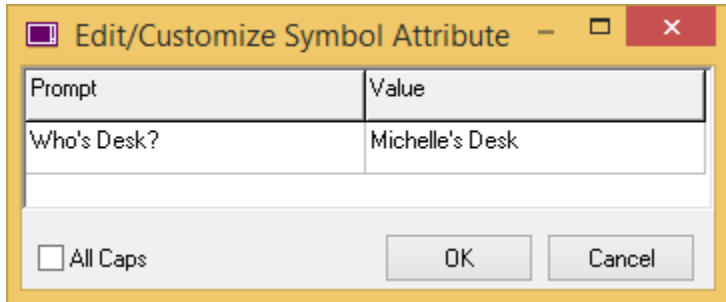 Edit/Customize Symbol Attribute
Prompt Value
Who's Desk? Michelle's Desk
All Caps OK Cancel